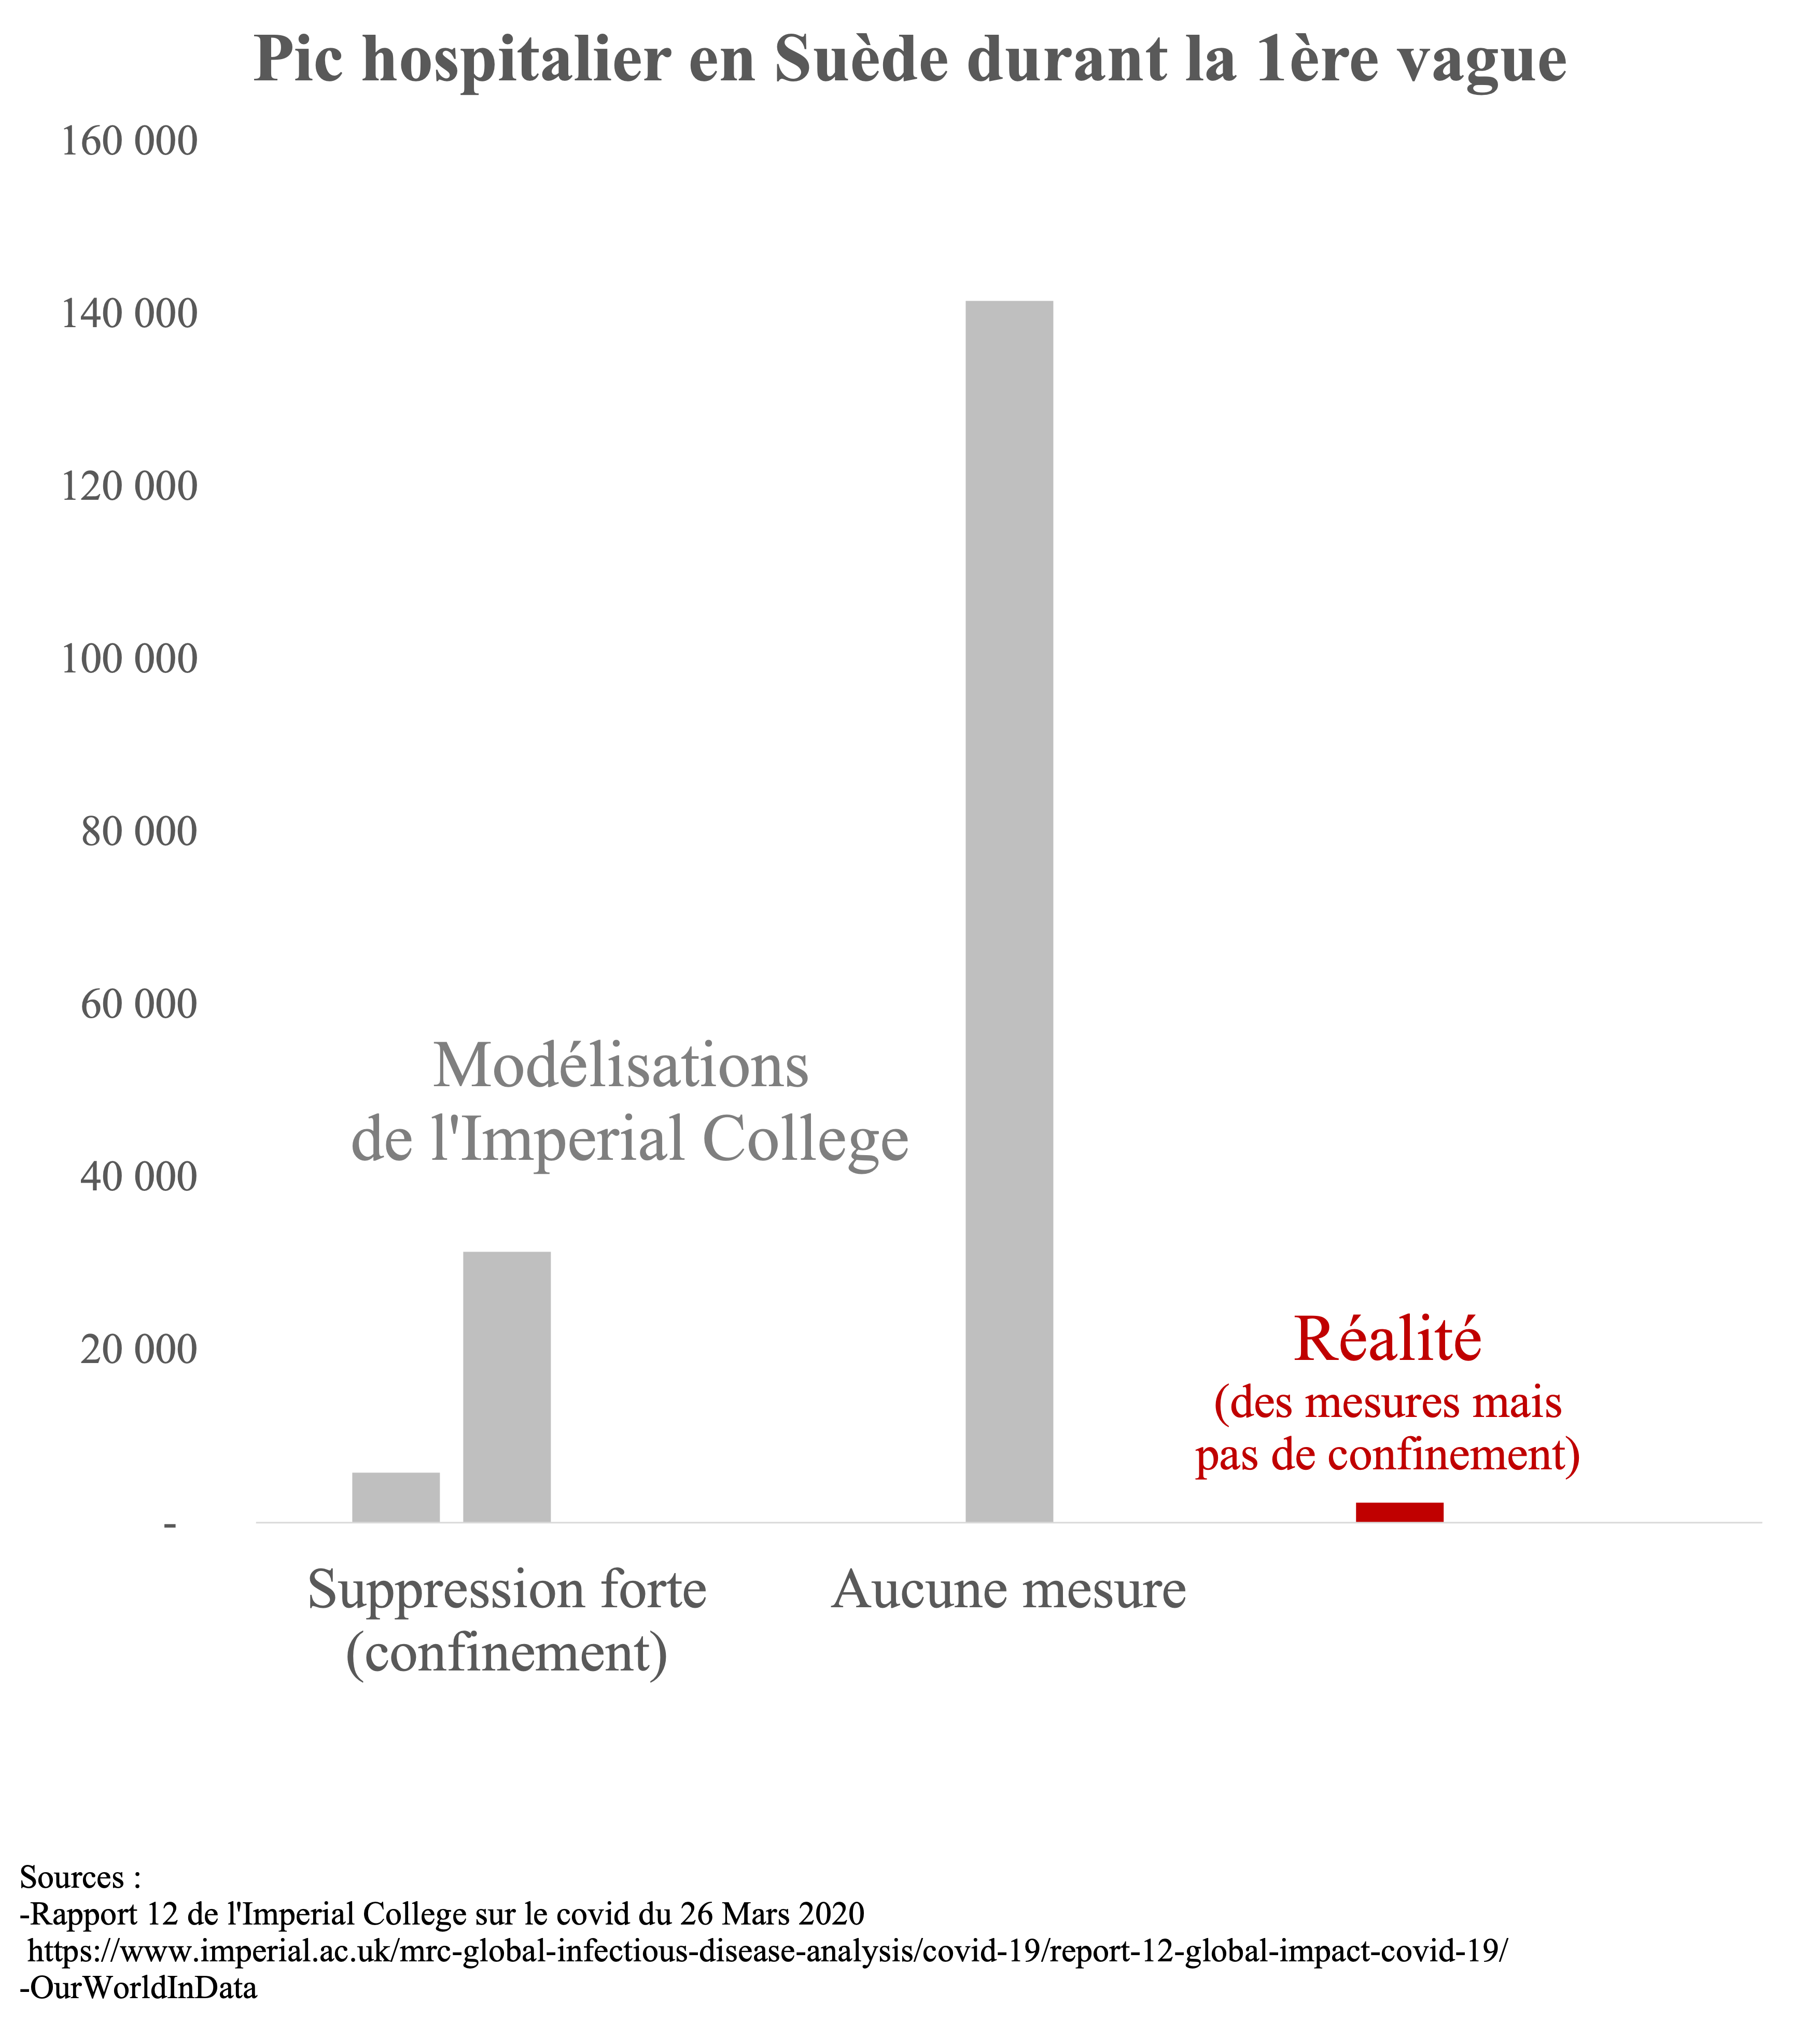 Pic hospitalier en Suède durant la 1ère vague
160 000
140 000
120 000
100 000
80 000
60 000
40 000
20 000
-
Modélisations
de l'Imperial College
Réalité
(des mesures mais
pas de confinement)
Suppression forte
(confinement)
Aucune mesure
Sources :
-Rapport 12 de l'Imperial College sur le covid du 26 Mars 2020
https://www.imperial.ac.uk/mrc-global-infectious-disease-analysis/covid-19/report-12-global-impact-covid-19/
-OurWorldInData